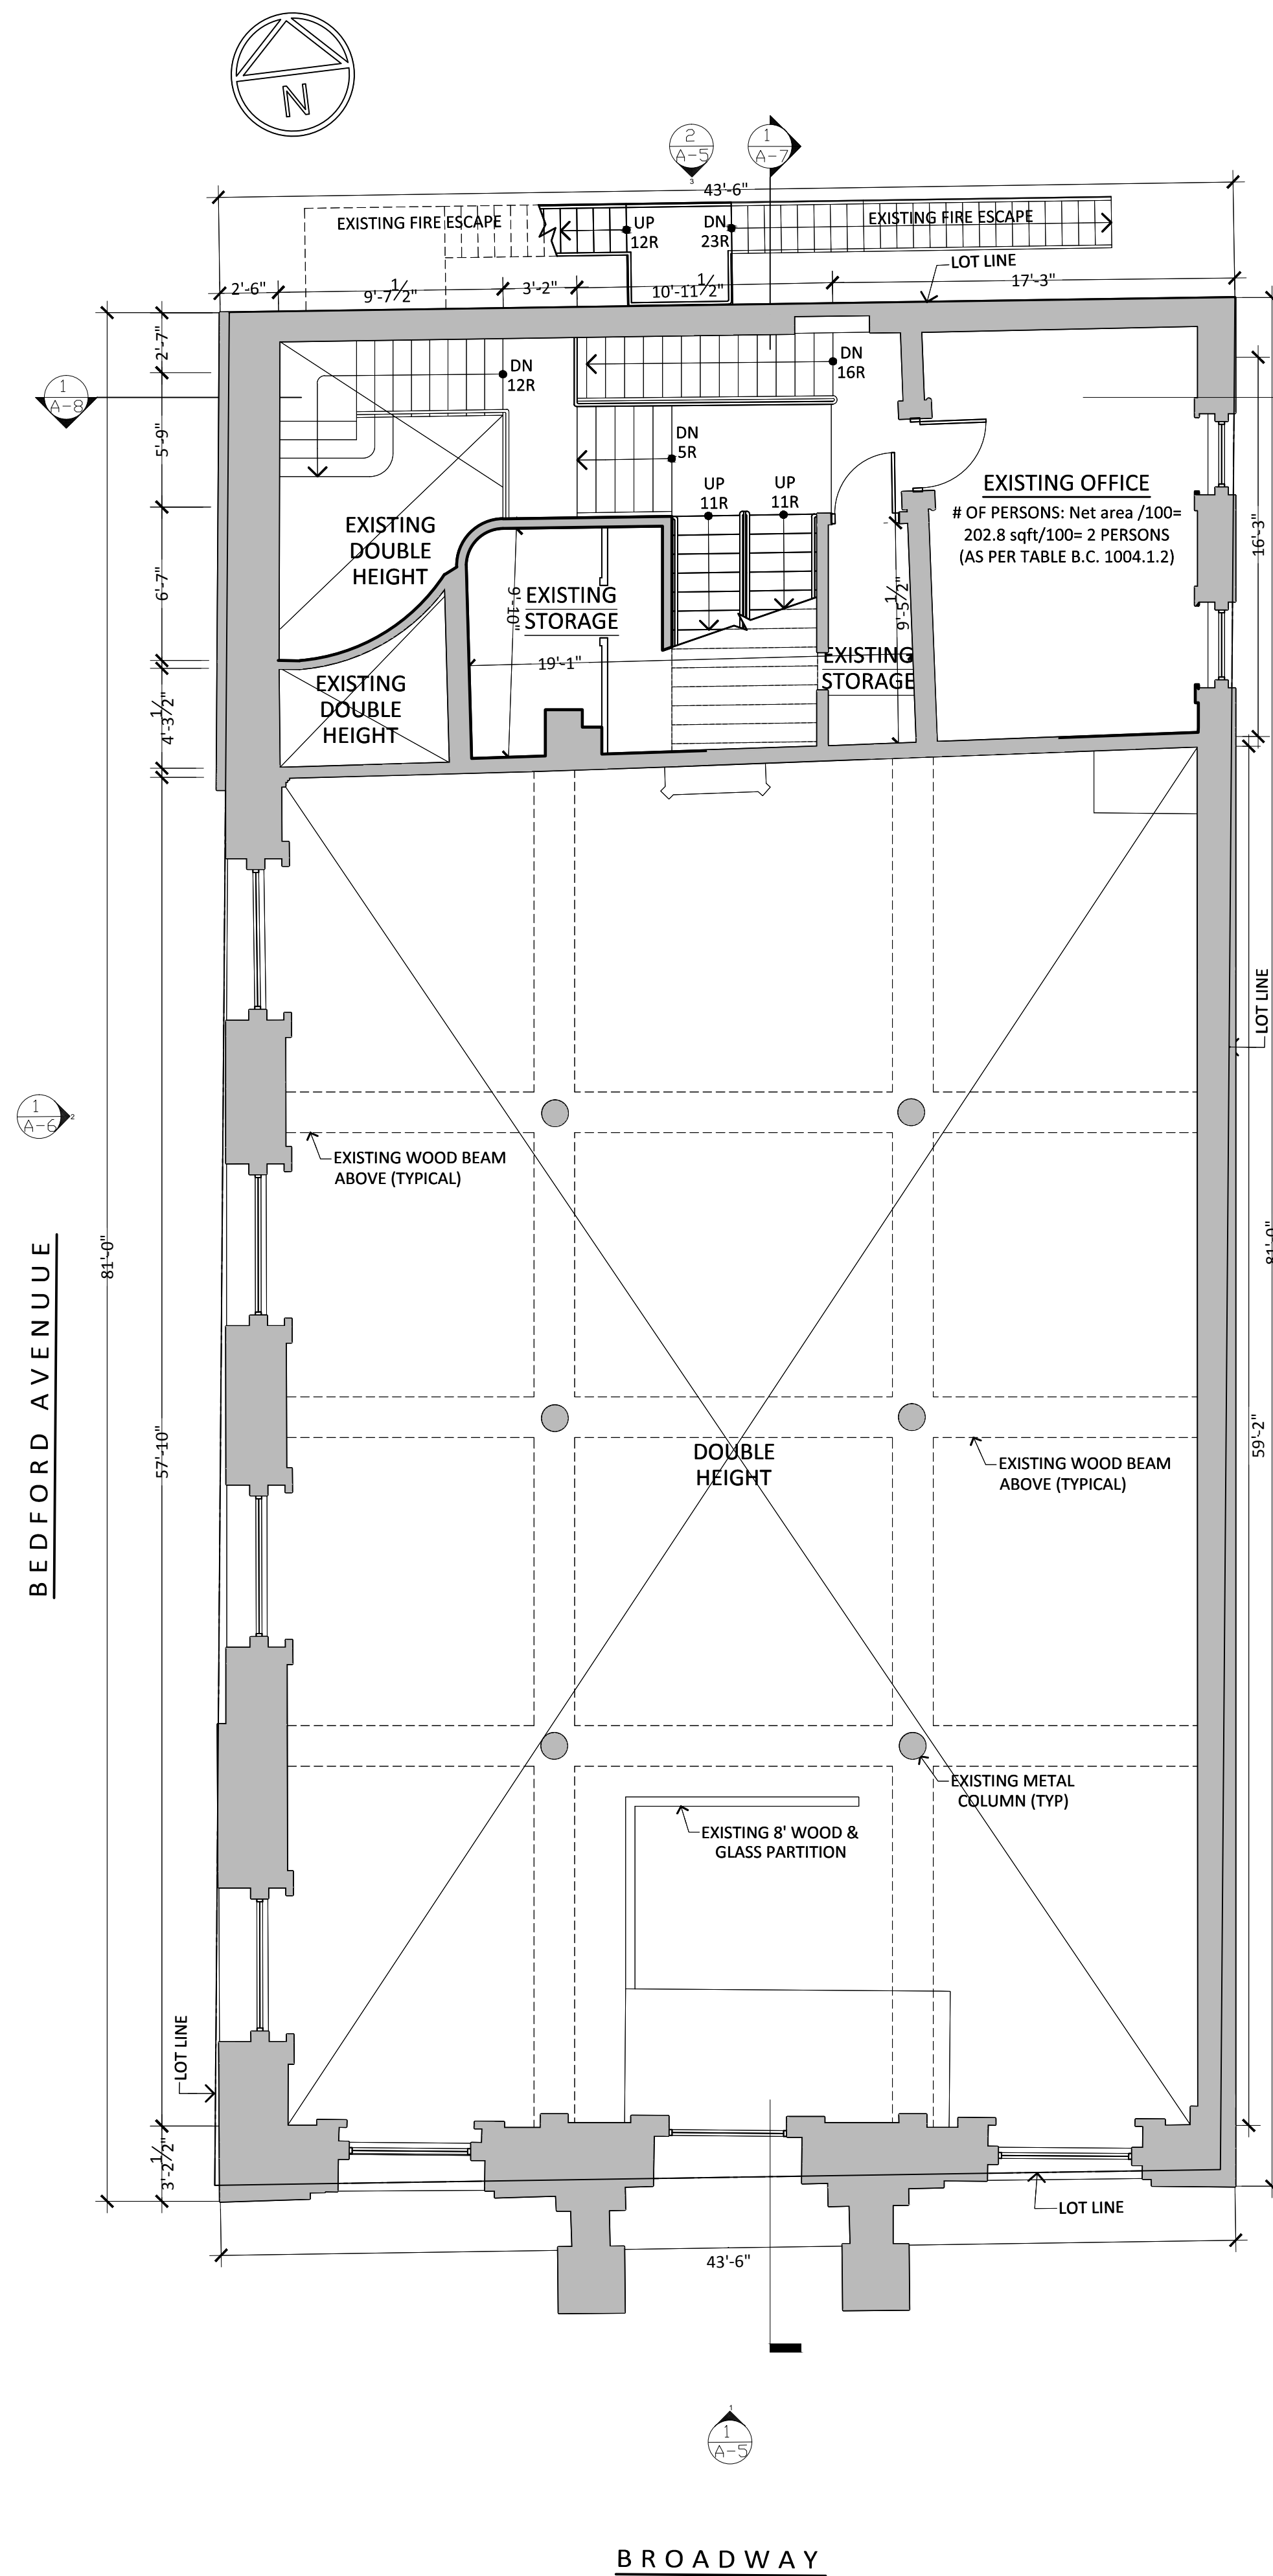 N
2
A-5
3
1
A-7
43'-6"
EXISTING FIRE ESCAPE
UP
12R
DN
23R
EXISTING FIRE ESCAPE
LOT LINE
2'-6"
9'-7 1/2"
3'-2"
10'-11 1/2"
17'-3"
2'-7"
DN
12R
DN
16R
1
A-8
5'-9"
DN
5R
UP
11R
UP
11R
EXISTING OFFICE
# OF PERSONS: Net area /100=
202.8 sqft/100= 2 PERSONS
(AS PER TABLE B.C. 1004.1.2)
16'-3"
EXISTING
DOUBLE
HEIGHT
6'-7"
9'-10"
EXISTING
STORAGE
9'-5 1/2"
19'-1"
EXISTING
STORAGE
EXISTING
DOUBLE
HEIGHT
4'-3 1/2"
LOT LINE
1
A-6
2
EXISTING WOOD BEAM
ABOVE (TYPICAL)
81'-0"
81'-0"
BEDFORD AVENUUE
57'-10"
59'-2"
DOUBLE
HEIGHT
EXISTING WOOD BEAM
ABOVE (TYPICAL)
EXISTING METAL
COLUMN (TYP)
EXISTING 8' WOOD &
GLASS PARTITION
LOT LINE
3'-2 1/2"
LOT LINE
43'-6"
1
1
A-5
BROADWAY